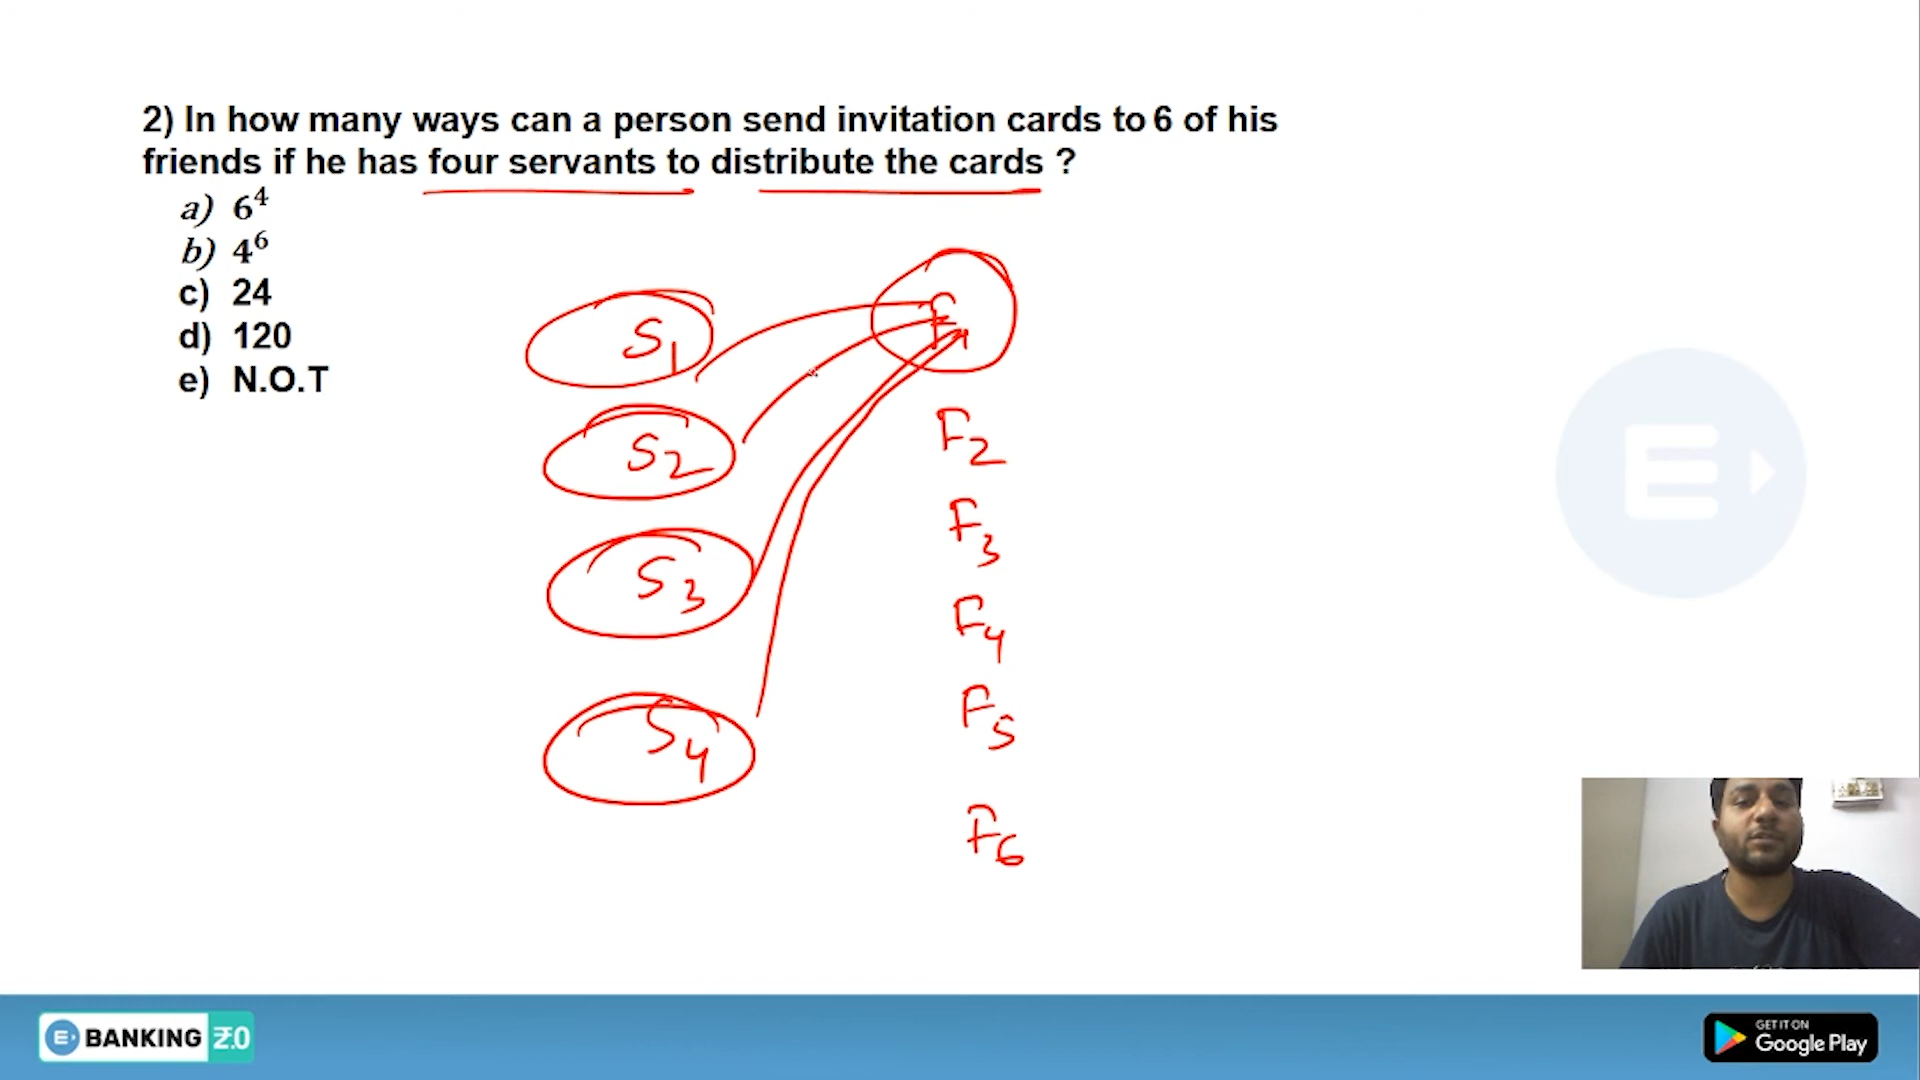 2) In how many ways can a person send invitation cards to 6 of his
friends if he has four servants to distribute the cards ?
a) 6⁴
b) 4⁶
c) 24
d) 120
e) N.O.T
S1
F1
S2
F2
S3
F3
F4
S4
F5
F6
E BANKING 2.0
GET IT ON
Google Play